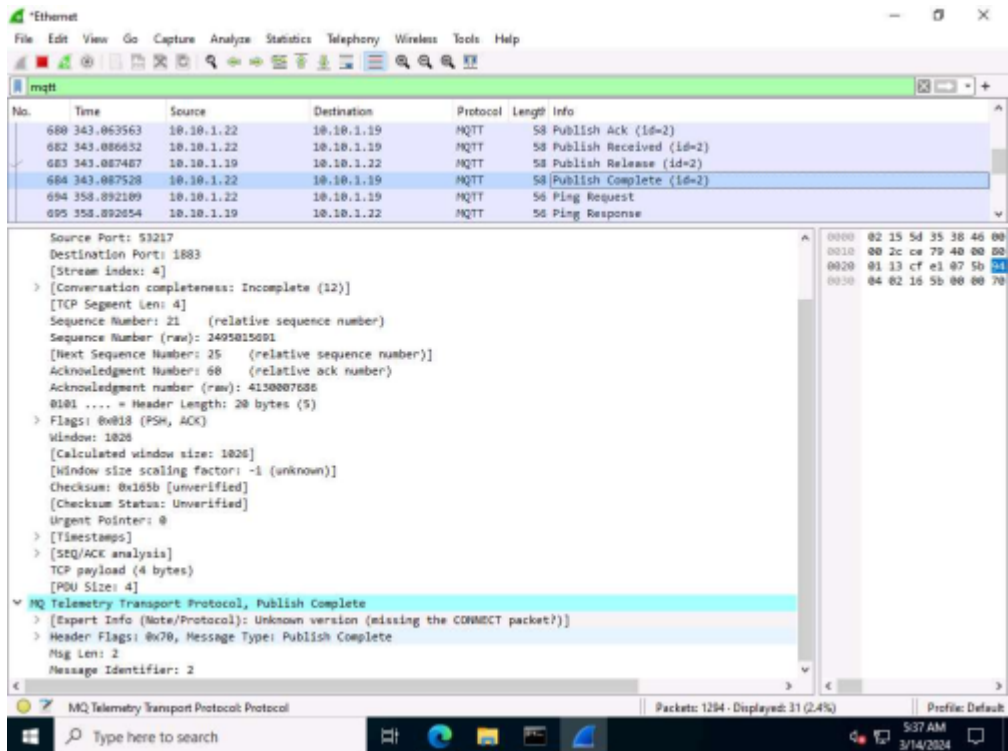 *Ethernet
File Edit View Go Capture Analyze Statistics Telephony Wireless Tools Help
mqtt
No. Time Source Destination Protocol Length Info
680 343.063563 10.10.1.22 10.10.1.19 MQTT 58 Publish Ack (id=2)
682 343.086632 10.10.1.22 10.10.1.19 MQTT 58 Publish Received (id=2)
683 343.087487 10.10.1.19 10.10.1.22 MQTT 58 Publish Release (id=2)
684 343.087528 10.10.1.22 10.10.1.19 MQTT 58 Publish Complete (id=2)
694 358.892109 10.10.1.22 10.10.1.19 MQTT 56 Ping Request
695 358.892654 10.10.1.19 10.10.1.22 MQTT 56 Ping Response
Source Port: 53217
Destination Port: 1883
[Stream index: 4]
[Conversation completeness: Incomplete (12)]
[TCP Segment Len: 4]
Sequence Number: 21 (relative sequence number)
Sequence Number (raw): 2495015691
[Next Sequence Number: 25 (relative sequence number)]
Acknowledgment Number: 60 (relative ack number)
Acknowledgment number (raw): 4130007686
0101 .... = Header Length: 20 bytes (5)
Flags: 0x018 (PSH, ACK)
Window: 1026
[Calculated window size: 1026]
[Window size scaling factor: -1 (unknown)]
Checksum: 0x165b [unverified]
[Checksum Status: Unverified]
Urgent Pointer: 0
[Timestamps]
[SEQ/ACK analysis]
TCP payload (4 bytes)
[PDU Size: 4]
MQ Telemetry Transport Protocol, Publish Complete
[Expert Info (Note/Protocol): Unknown version (missing the CONNECT packet?)]
Header Flags: 0x70, Message Type: Publish Complete
Msg Len: 2
Message Identifier: 2
0000 02 15 5d 35 38 46 00
0010 00 2c ce 79 40 00 80
0020 01 13 cf e1 07 5b 94
0030 04 02 16 5b 00 00 70
MQ Telemetry Transport Protocol: Protocol
Packets: 1294 · Displayed: 31 (2.4%)
Profile: Default
Type here to search
5:37 AM
3/14/2024